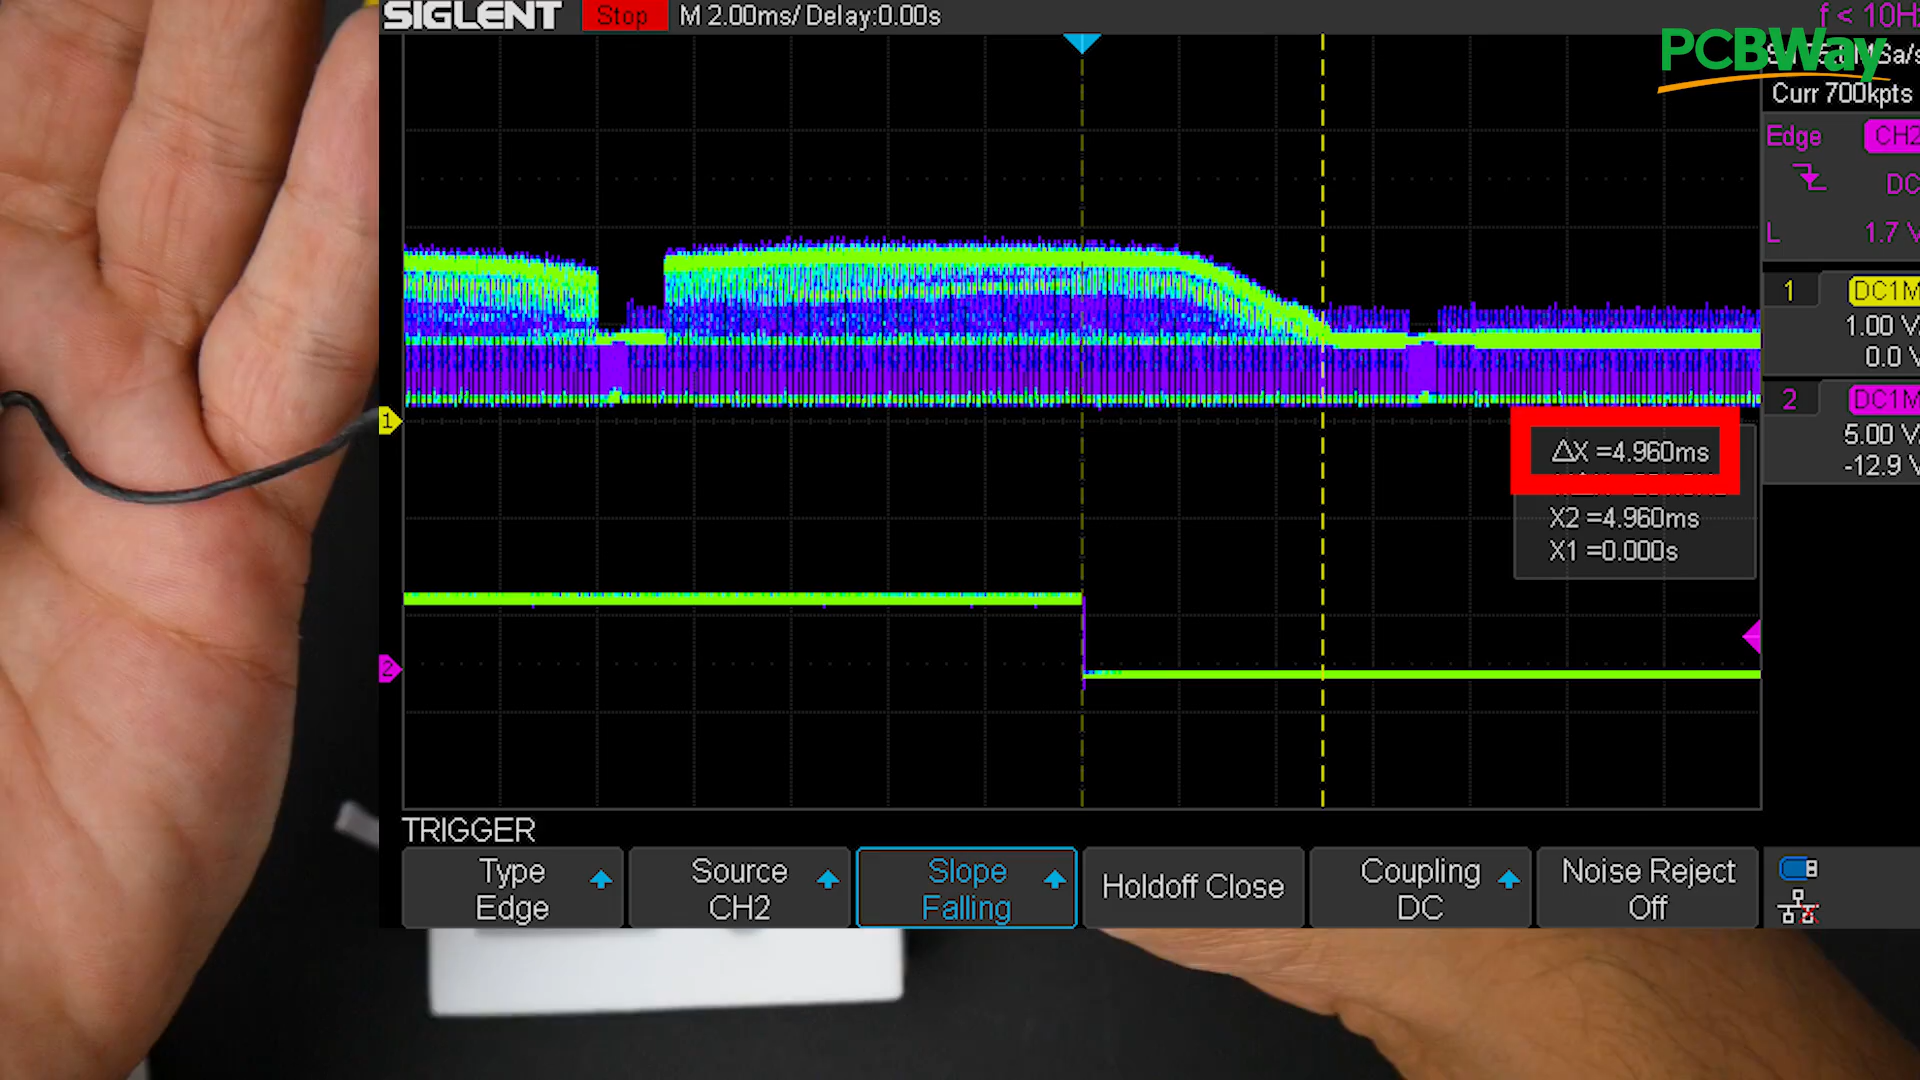 SIGLENT Stop M 2.00ms/ Delay:0.00s
f < 10H
PCBWay
Curr 700kpts
Edge CH2
DC
L 1.7 V
1 DC1M
1.00 V
0.0 V
2 DC1M
5.00 V
-12.9 V
1
ΔX =4.960ms
X2 =4.960ms
X1 =0.000s
2
TRIGGER
Type
Edge
Source
CH2
Slope
Falling
Holdoff Close
Coupling
DC
Noise Reject
Off